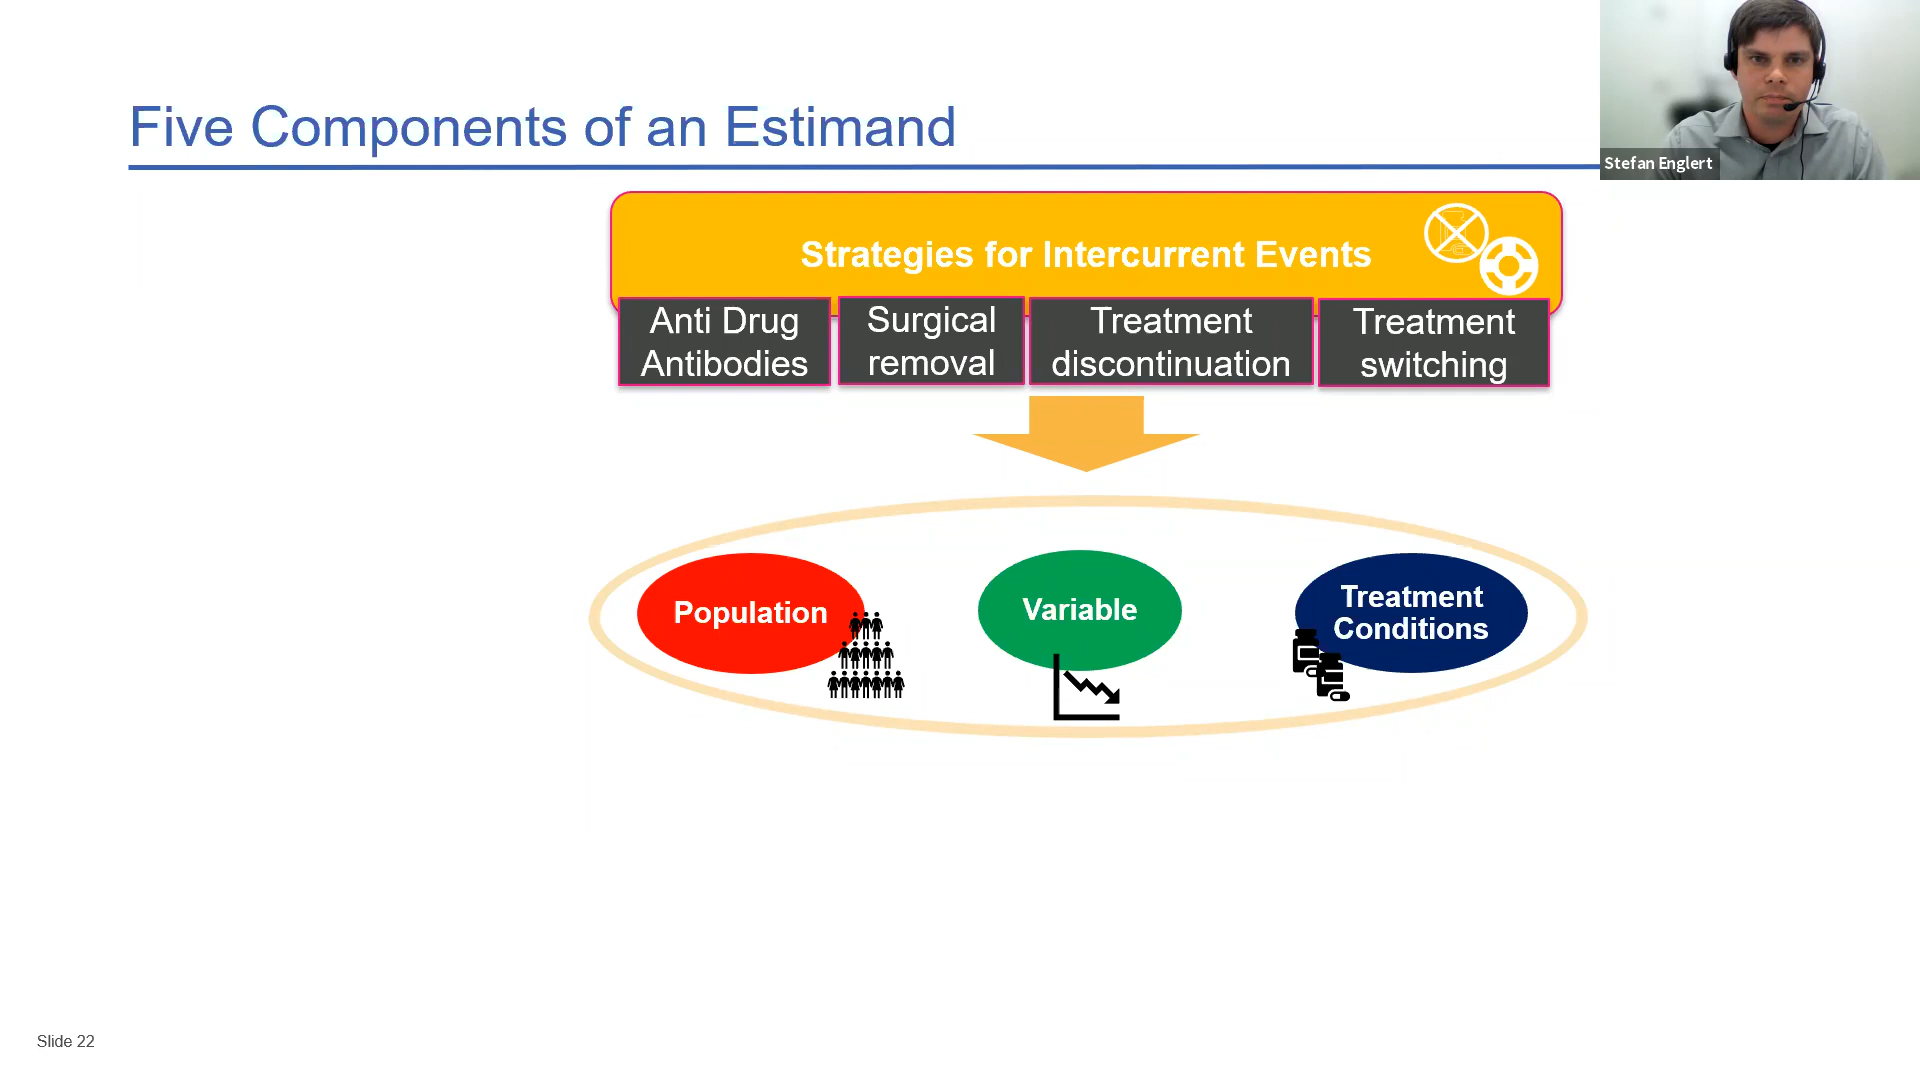 Five Components of an Estimand
Stefan Englert
Strategies for Intercurrent Events
Anti Drug
Antibodies
Surgical
removal
Treatment
discontinuation
Treatment
switching
Population
Variable
Treatment
Conditions
Slide 22